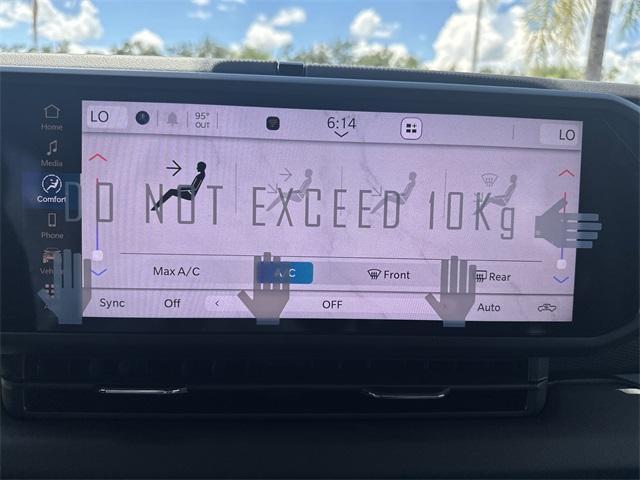 LO 95° OUT 6:14 LO
Home
Media
Comfort
DO NOT EXCEED 10Kg
Phone
Vehicle
Max A/C A/C Front Rear
Sync Off < OFF Auto